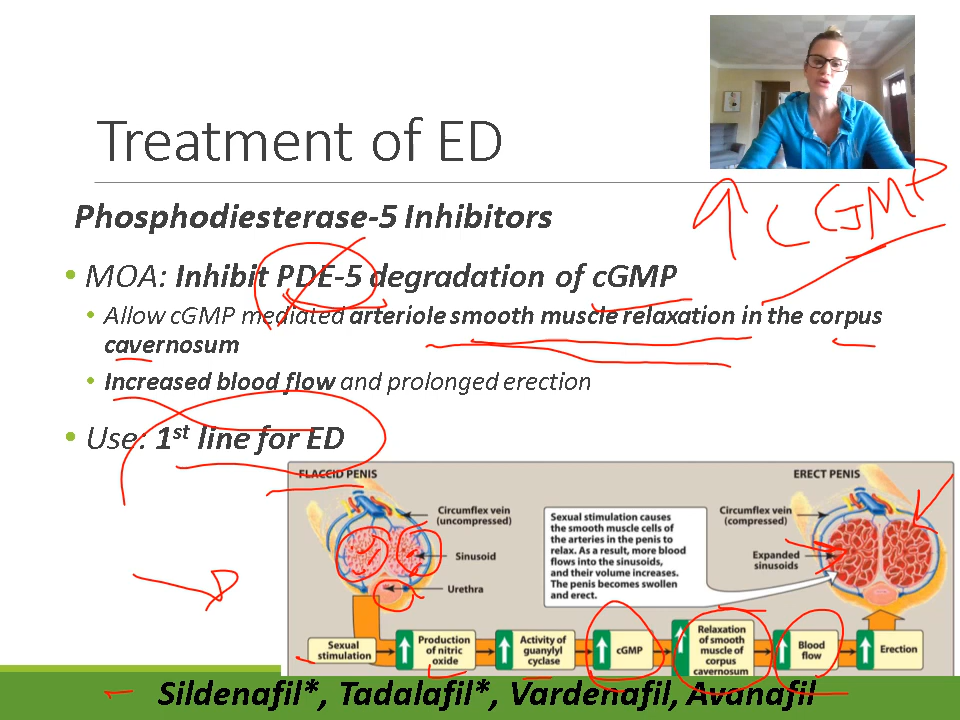 Treatment of ED
↑ cGMP
Phosphodiesterase-5 Inhibitors
• MOA: Inhibit PDE-5 degradation of cGMP
• Allow cGMP mediated arteriole smooth muscle relaxation in the corpus
cavernosum
• Increased blood flow and prolonged erection
• Use: 1st line for ED
FLACCID PENIS
Circumflex vein
(uncompressed)
Sinusoid
Urethra
Sexual stimulation causes
the smooth muscle cells of
the arteries in the penis to
relax. As a result, more blood
flows into the sinusoids,
and their volume increases.
The penis becomes swollen
and erect.
ERECT PENIS
Circumflex vein
(compressed)
Expanded
sinusoids
Sexual
stimulation
Production
of nitric
oxide
Activity of
guanylyl
cyclase
cGMP
Relaxation
of smooth
muscle of
corpus
cavernosum
Blood
flow
Erection
Sildenafil*, Tadalafil*, Vardenafil, Avanafil